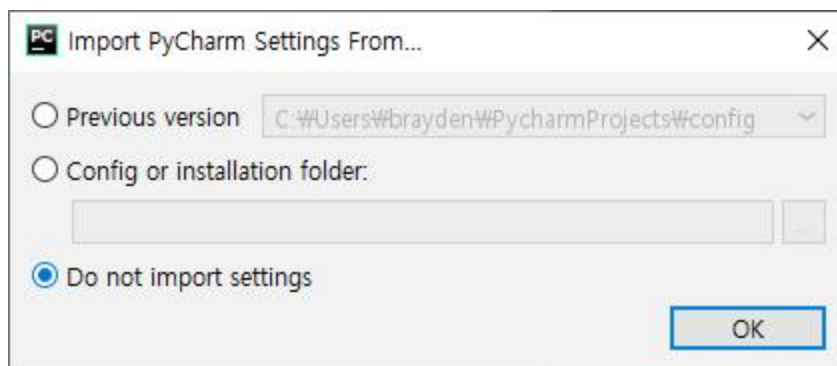 PC Import PyCharm Settings From...
Previous version C:₩Users₩brayden₩PycharmProjects₩config
Config or installation folder:
...
Do not import settings
OK